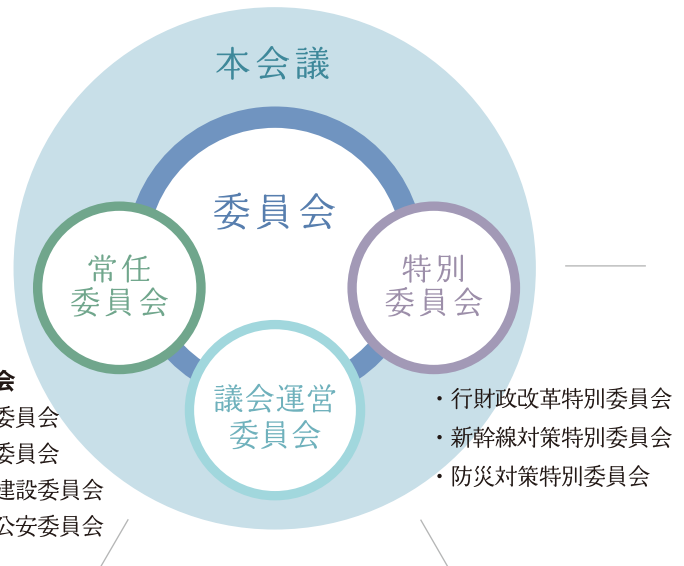 本会議
委員会
常任
委員会
特別
委員会
議会運営
委員会
会
委員会
委員会
建設委員会
公安委員会
・行財政改革特別委員会
・新幹線対策特別委員会
・防災対策特別委員会